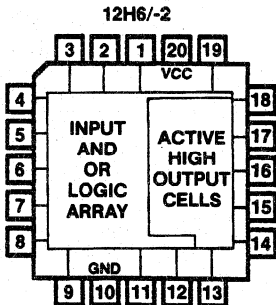 12H6/-2
3 2 1 20 19
VCC
4 18
5 17
6 16
7 15
8 14
INPUT
AND
OR
LOGIC
ARRAY
ACTIVE
HIGH
OUTPUT
CELLS
GND
9 10 11 12 13